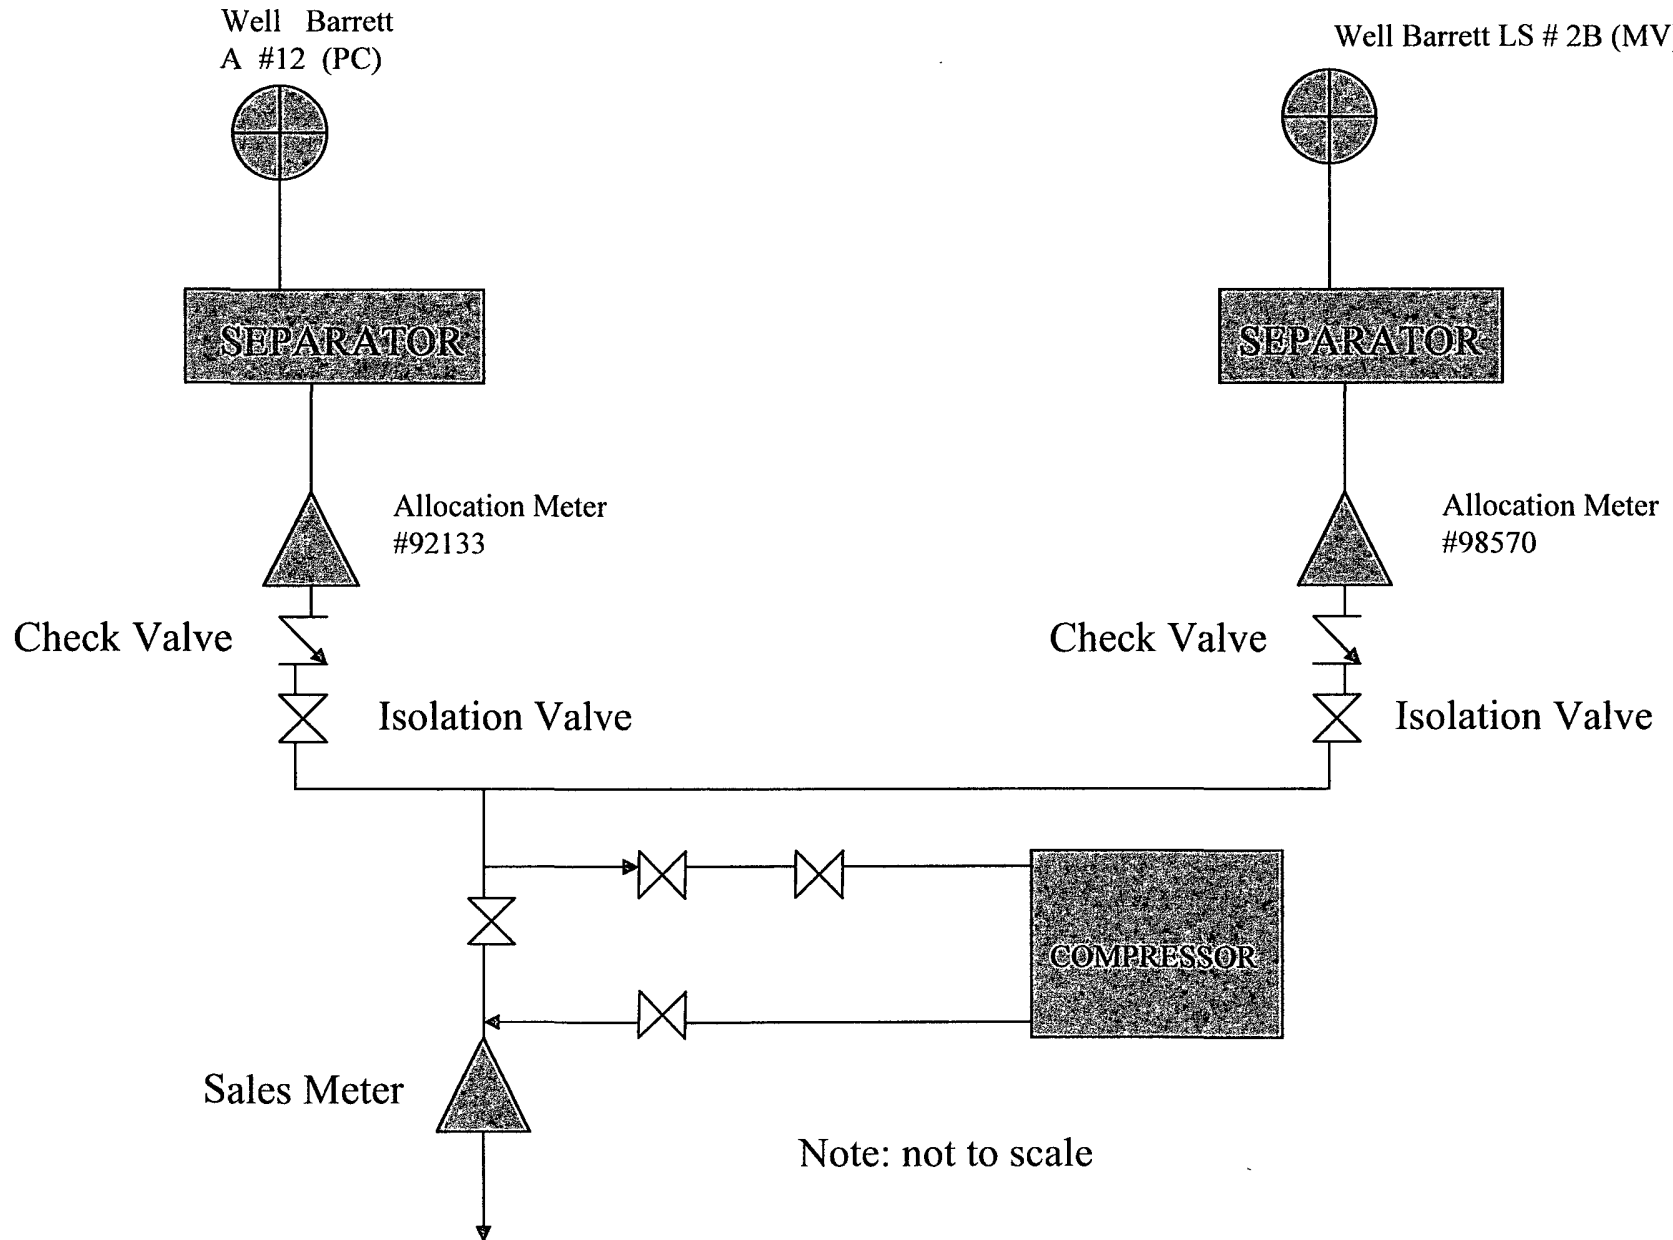 Well Barrett
A #12 (PC)
Well Barrett LS # 2B (MV)
SEPARATOR
SEPARATOR
Allocation Meter
#92133
Allocation Meter
#98570
Check Valve
Check Valve
Isolation Valve
Isolation Valve
COMPRESSOR
Sales Meter
Note: not to scale